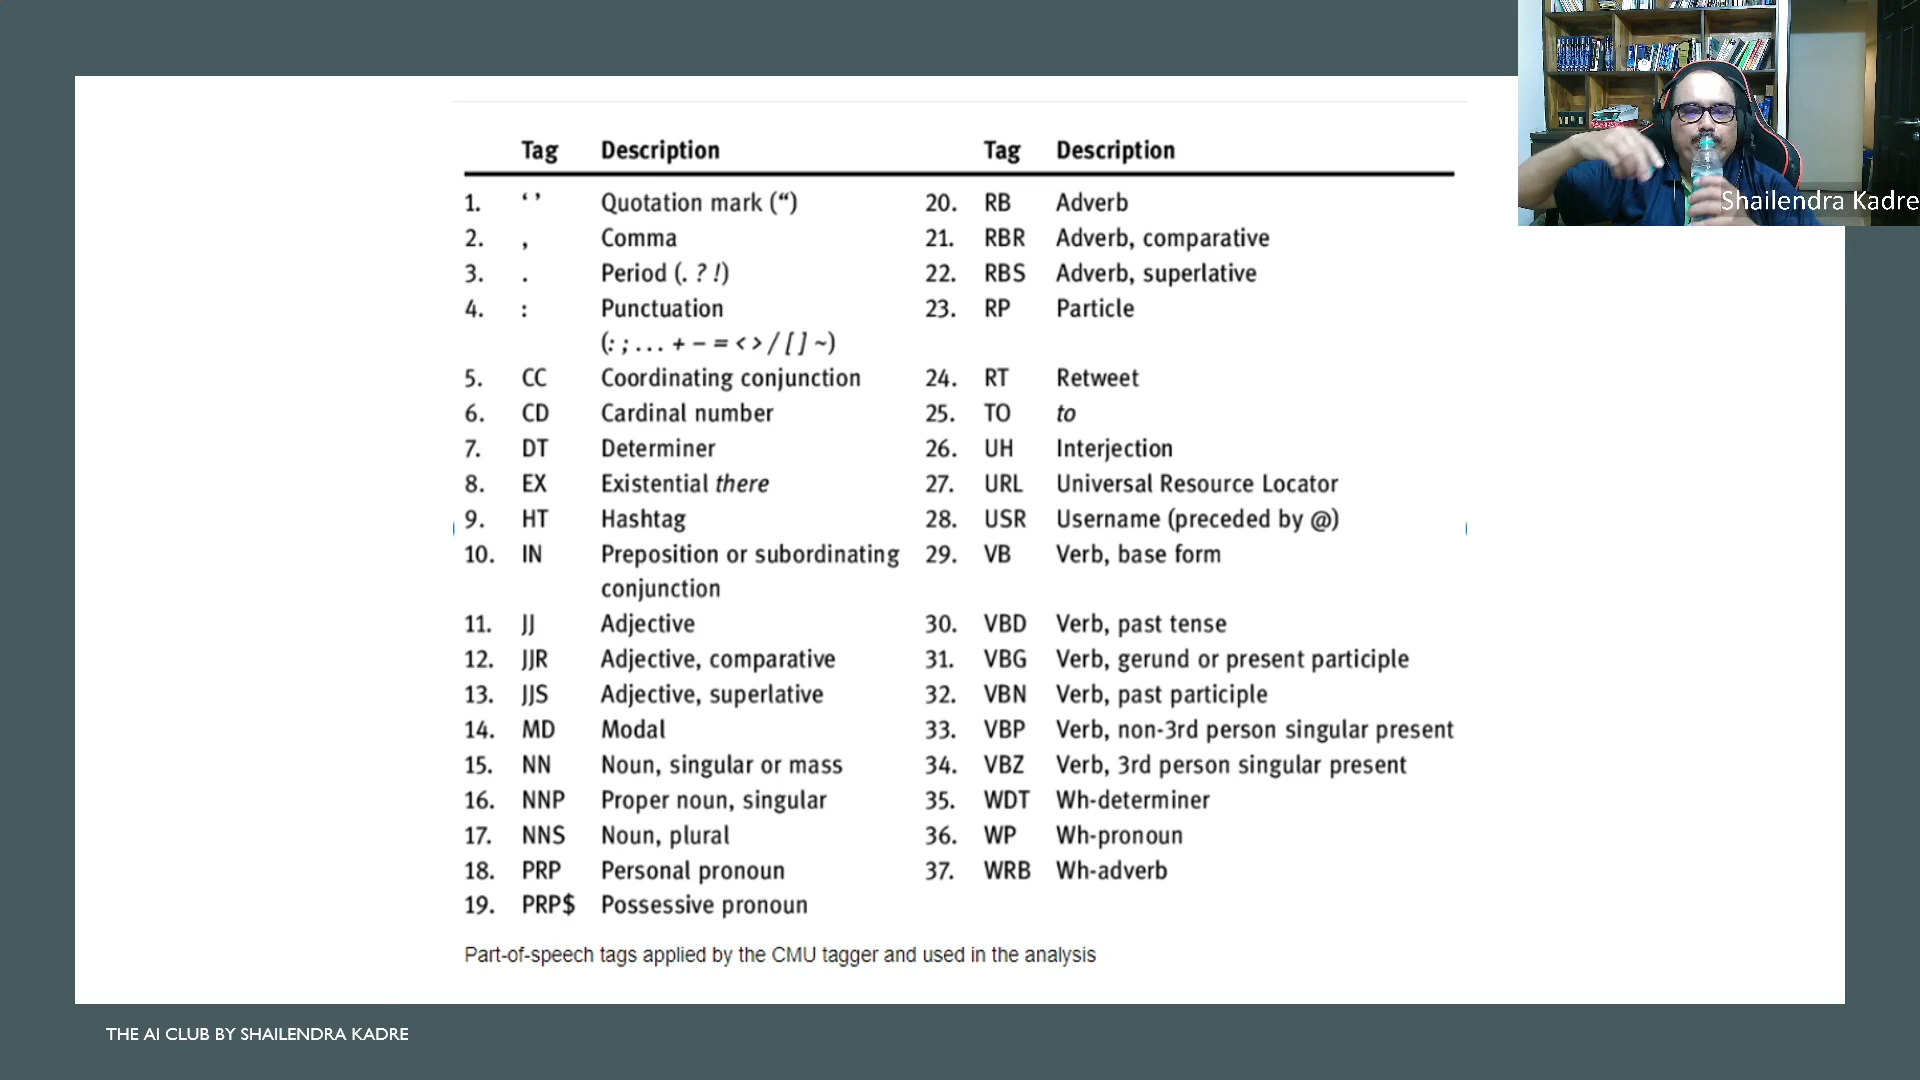 Tag Description Tag Description
1. ‘ ’ Quotation mark (“) 20. RB Adverb
2. , Comma 21. RBR Adverb, comparative
3. . Period (. ? !) 22. RBS Adverb, superlative
4. : Punctuation 23. RP Particle
(: ; … + – = < > / [ ] ~)
5. CC Coordinating conjunction 24. RT Retweet
6. CD Cardinal number 25. TO to
7. DT Determiner 26. UH Interjection
8. EX Existential there 27. URL Universal Resource Locator
9. HT Hashtag 28. USR Username (preceded by @)
10. IN Preposition or subordinating 29. VB Verb, base form
conjunction
11. JJ Adjective 30. VBD Verb, past tense
12. JJR Adjective, comparative 31. VBG Verb, gerund or present participle
13. JJS Adjective, superlative 32. VBN Verb, past participle
14. MD Modal 33. VBP Verb, non-3rd person singular present
15. NN Noun, singular or mass 34. VBZ Verb, 3rd person singular present
16. NNP Proper noun, singular 35. WDT Wh-determiner
17. NNS Noun, plural 36. WP Wh-pronoun
18. PRP Personal pronoun 37. WRB Wh-adverb
19. PRP$ Possessive pronoun
Part-of-speech tags applied by the CMU tagger and used in the analysis
THE AI CLUB BY SHAILENDRA KADRE
Shailendra Kadre